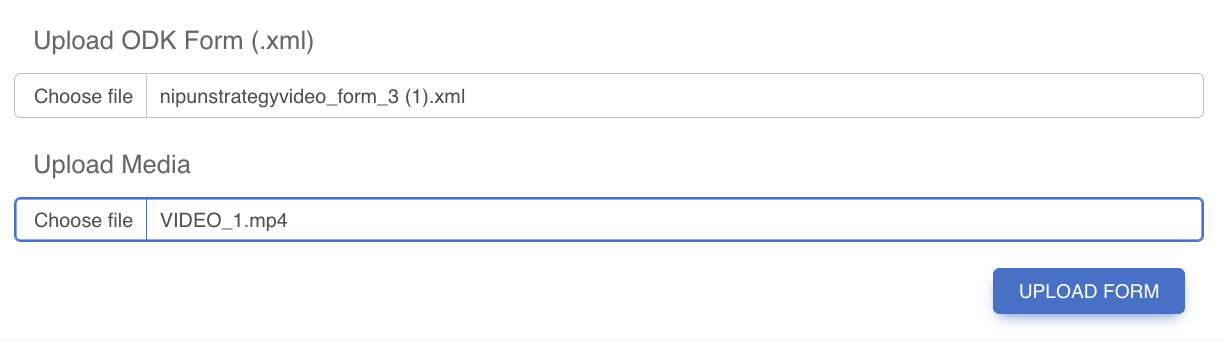 Upload ODK Form (.xml)
Choose file nipunstrategyvideo_form_3 (1).xml
Upload Media
Choose file VIDEO_1.mp4
UPLOAD FORM